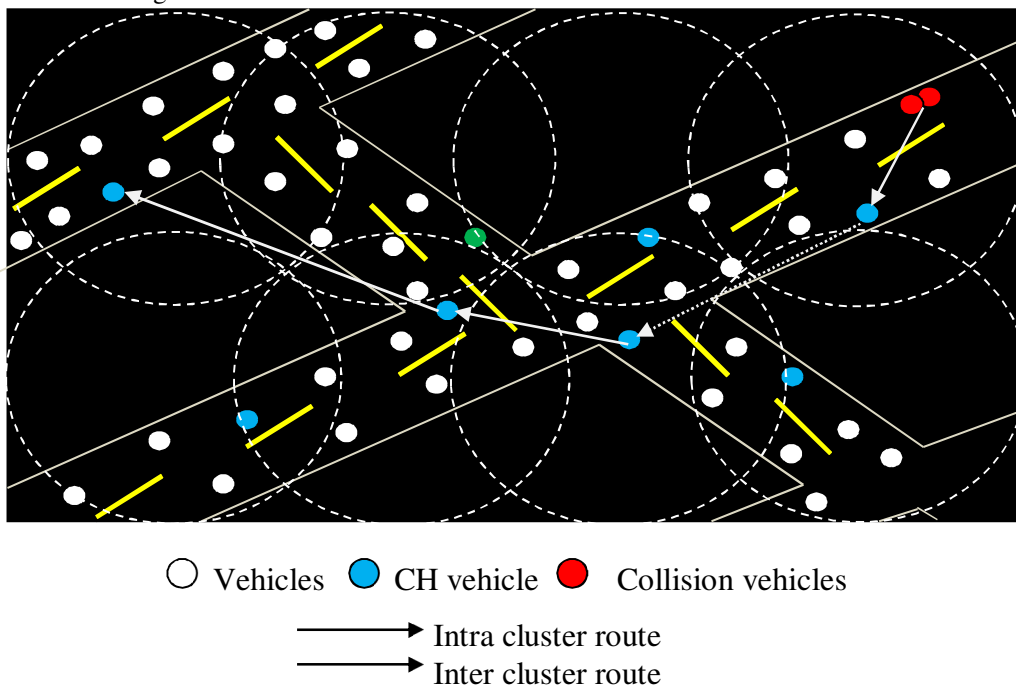 Vehicles CH vehicle Collision vehicles
Intra cluster route
Inter cluster route